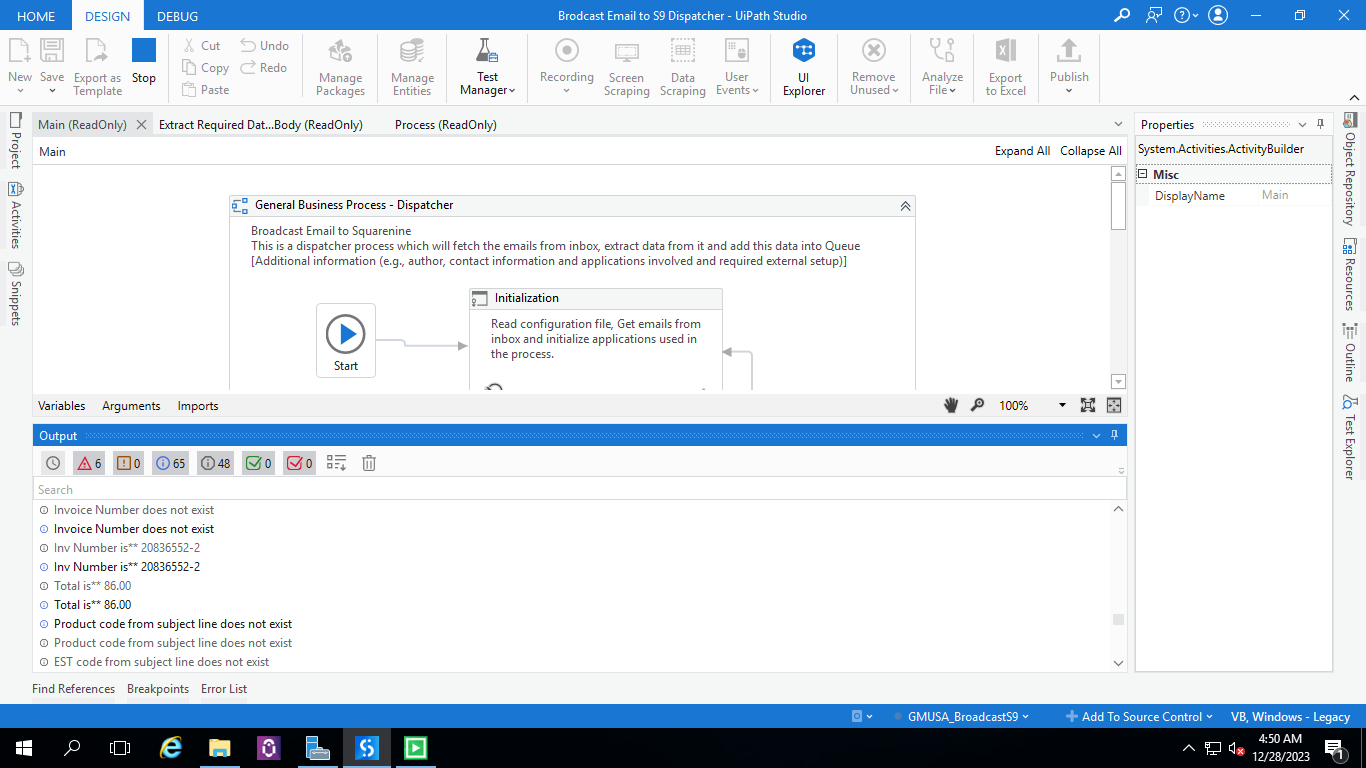 HOME DESIGN DEBUG Brodcast Email to S9 Dispatcher - UiPath Studio
New Save Export as Template Stop
Cut Copy Paste Undo Redo
Manage Packages Manage Entities Test Manager Recording Screen Scraping Data Scraping User Events UI Explorer Remove Unused Analyze File Export to Excel Publish
Main (ReadOnly) Extract Required Dat...Body (ReadOnly) Process (ReadOnly)
Main Expand All Collapse All
Project
Activities
Snippets
General Business Process - Dispatcher
Broadcast Email to Squarenine
This is a dispatcher process which will fetch the emails from inbox, extract data from it and add this data into Queue
[Additional information (e.g., author, contact information and applications involved and required external setup)]
Start
Initialization
Read configuration file, Get emails from
inbox and initialize applications used in
the process.
Variables Arguments Imports 100%
Output
6 0 65 48 0 0
Search
Invoice Number does not exist
Invoice Number does not exist
Inv Number is** 20836552-2
Inv Number is** 20836552-2
Total is** 86.00
Total is** 86.00
Product code from subject line does not exist
Product code from subject line does not exist
EST code from subject line does not exist
Find References Breakpoints Error List
Properties
System.Activities.ActivityBuilder
Misc
DisplayName Main
Object Repository
Resources
Outline
Test Explorer
GMUSA_BroadcastS9 Add To Source Control VB, Windows - Legacy
4:50 AM
12/28/2023
1